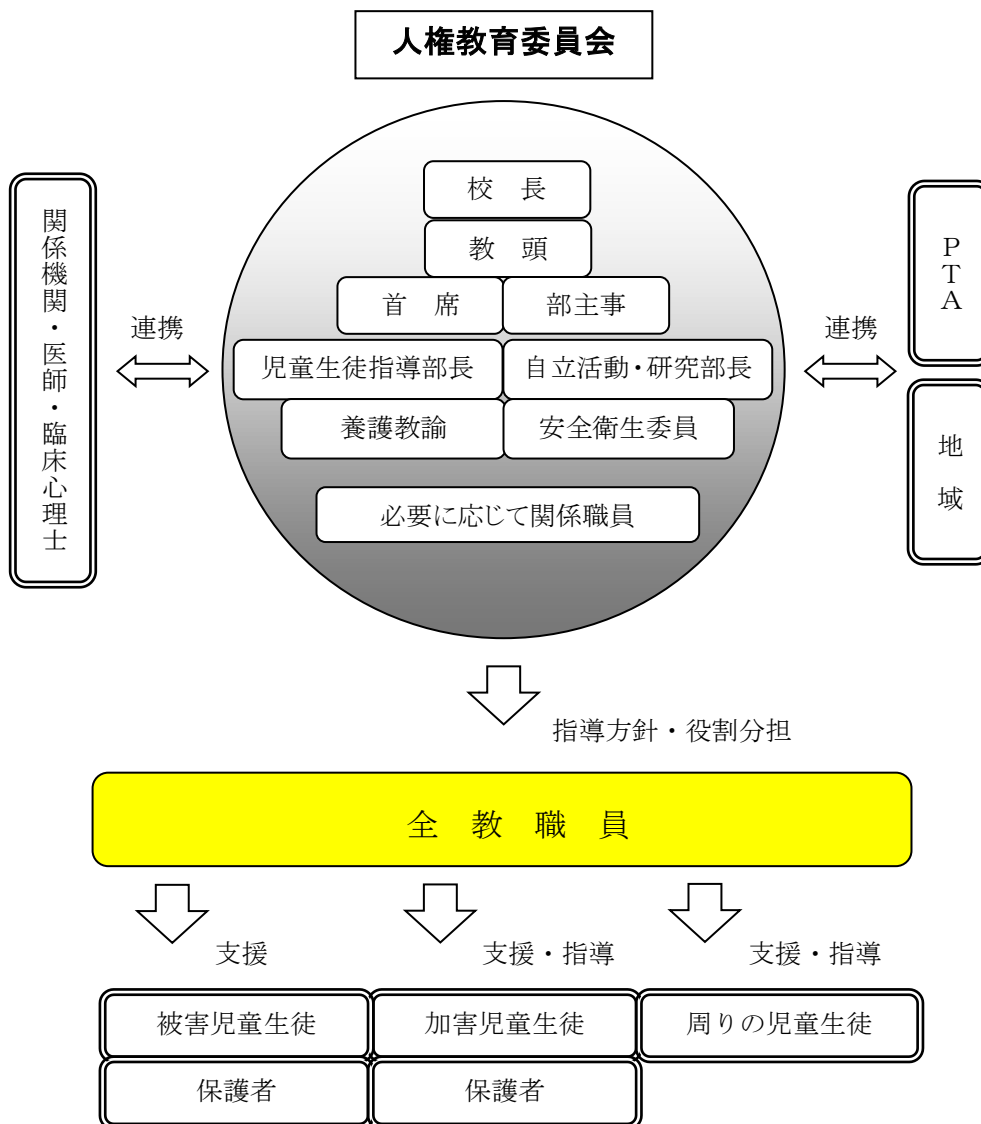 人権教育委員会
校　長
教　頭
首　席
部主事
児童生徒指導部長
自立活動・研究部長
養護教諭
安全衛生委員
必要に応じて関係職員
関係機関・医師・臨床心理士
連携
連携
PTA
地　域
指導方針・役割分担
全　教　職　員
支援
支援・指導
支援・指導
被害児童生徒
加害児童生徒
周りの児童生徒
保護者
保護者